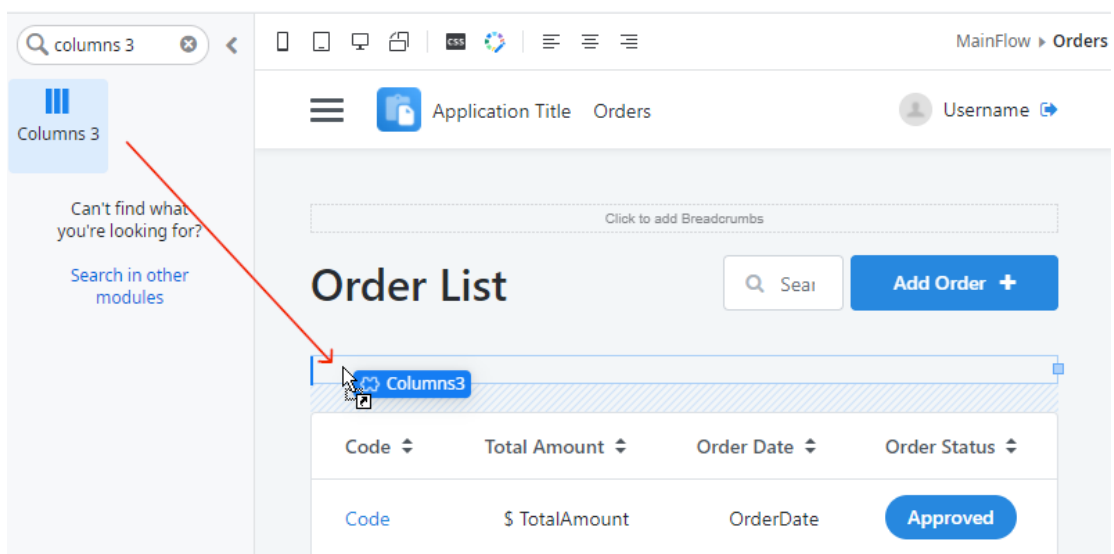 columns 3
css
MainFlow Orders
Columns 3
Application Title Orders
Username
Can't find what
you're looking for?
Search in other
modules
Click to add Breadcrumbs
Order List
Sear
Add Order +
Columns3
Code Total Amount Order Date Order Status
Code $ TotalAmount OrderDate Approved